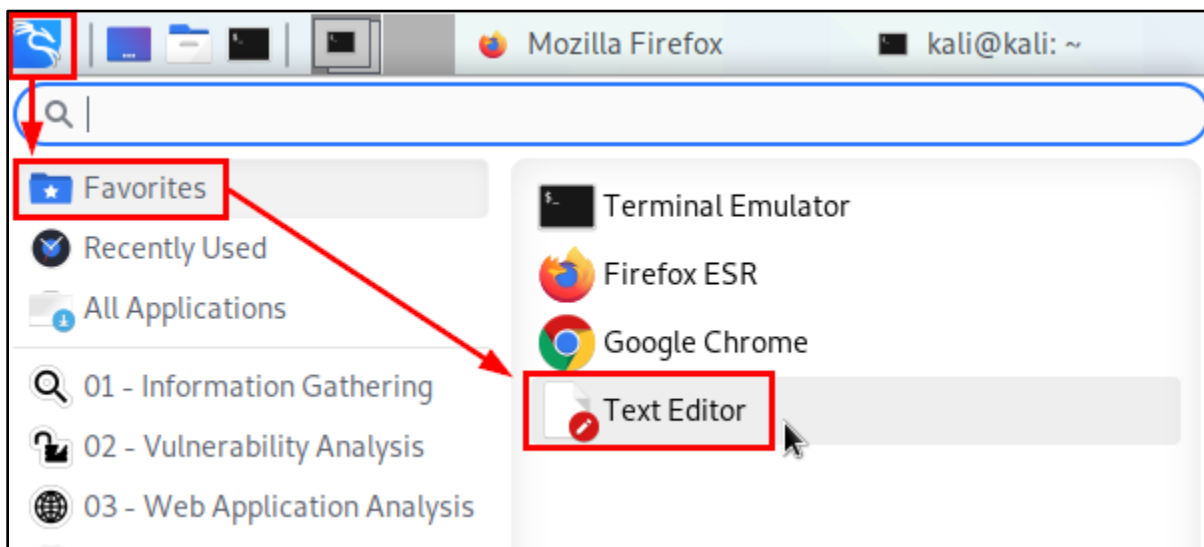 Mozilla Firefox
kali@kali: ~
Favorites
Recently Used
All Applications
01 - Information Gathering
02 - Vulnerability Analysis
03 - Web Application Analysis
$_ Terminal Emulator
Firefox ESR
Google Chrome
Text Editor